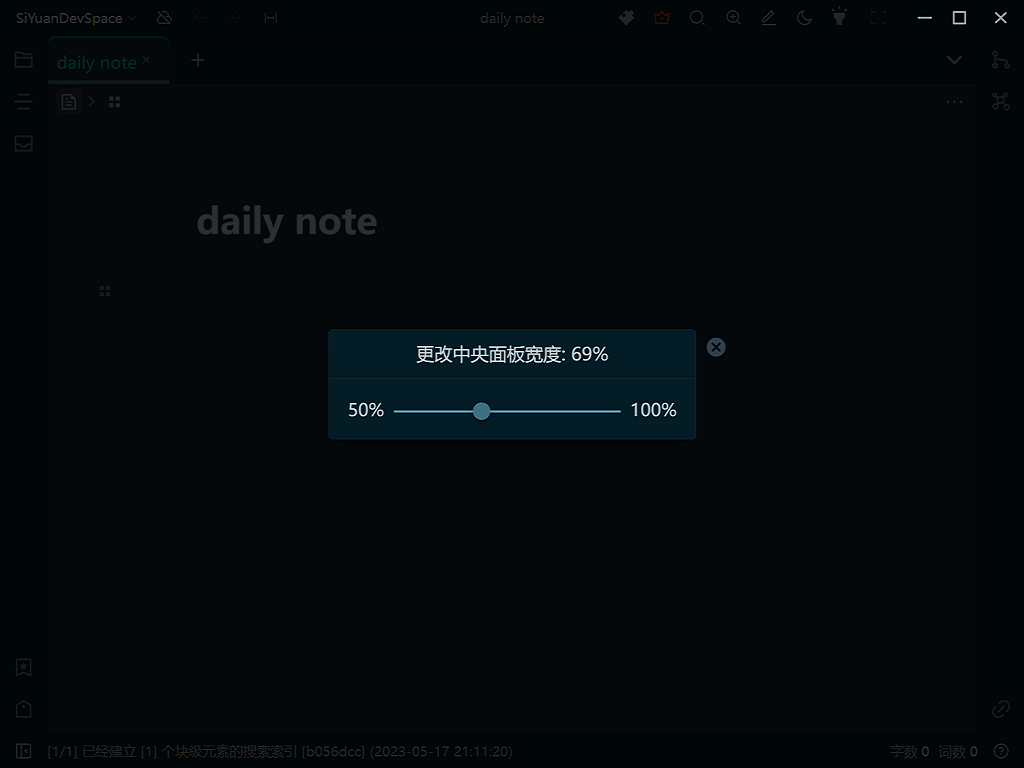 SiYuanDevSpace
daily note
daily note
daily note
更改中央面板宽度: 69%
50% 100%
[1/1] 已经建立 [1] 个块级元素的搜索索引 [b056dcc] (2023-05-17 21:11:20)
字数 0 词数 0